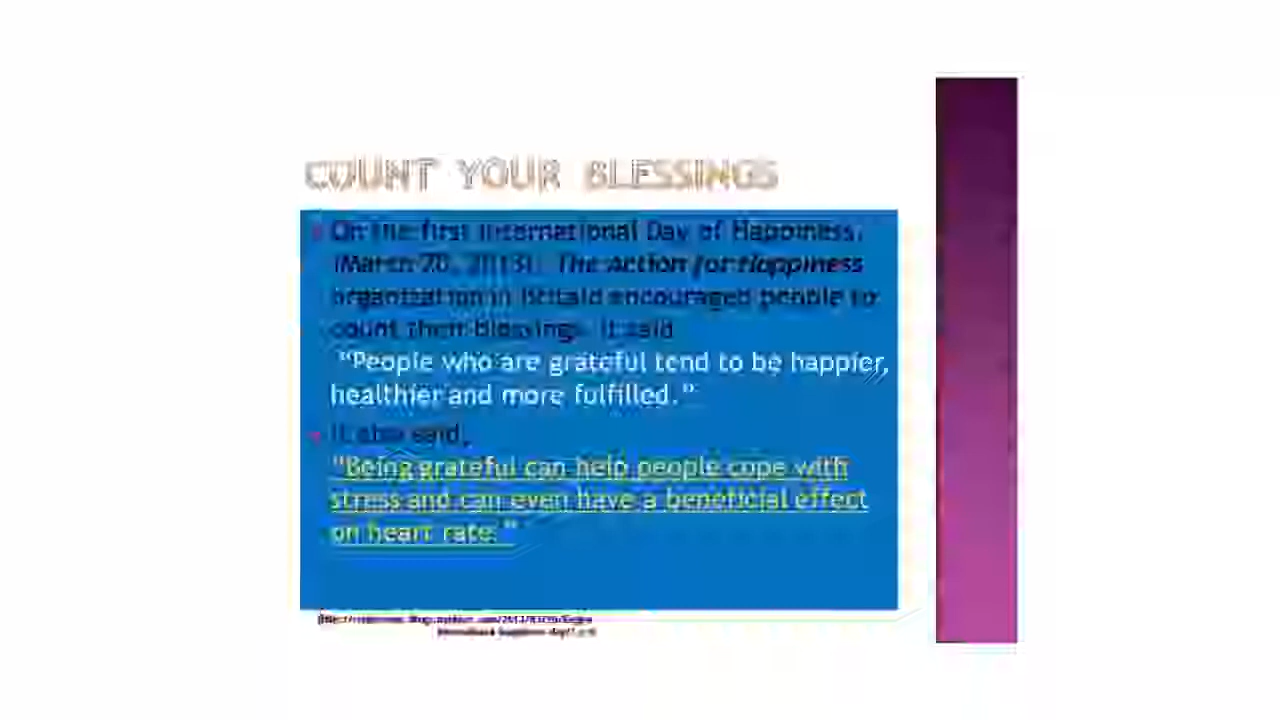 COUNT YOUR BLESSINGS
On the first International Day of Happiness,
(March 20, 2013), The Action for Happiness
organization in Britain encouraged people to
count their blessings. It said
"People who are grateful tend to be happier,
healthier and more fulfilled."
It also said,
"Being grateful can help people cope with
stress and can even have a beneficial effect
on heart rate."